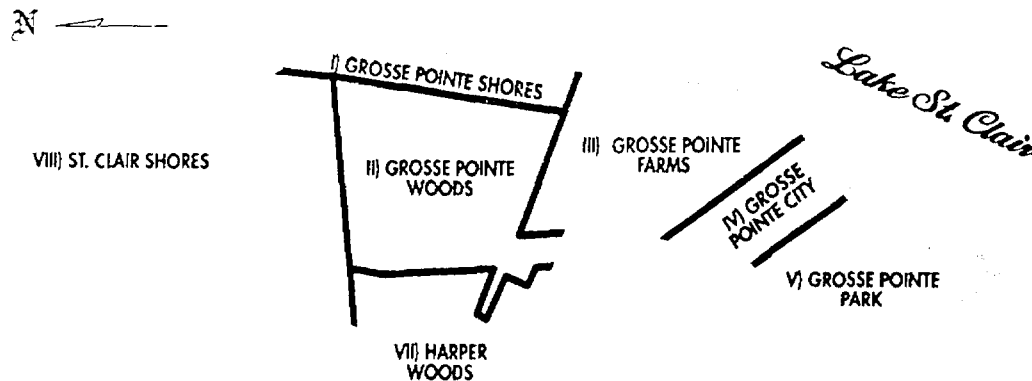 N
I) GROSSE POINTE SHORES
Lake St. Clair
VIII) ST. CLAIR SHORES
II) GROSSE POINTE
WOODS
III) GROSSE POINTE
FARMS
IV) GROSSE
POINTE CITY
V) GROSSE POINTE
PARK
VII) HARPER
WOODS